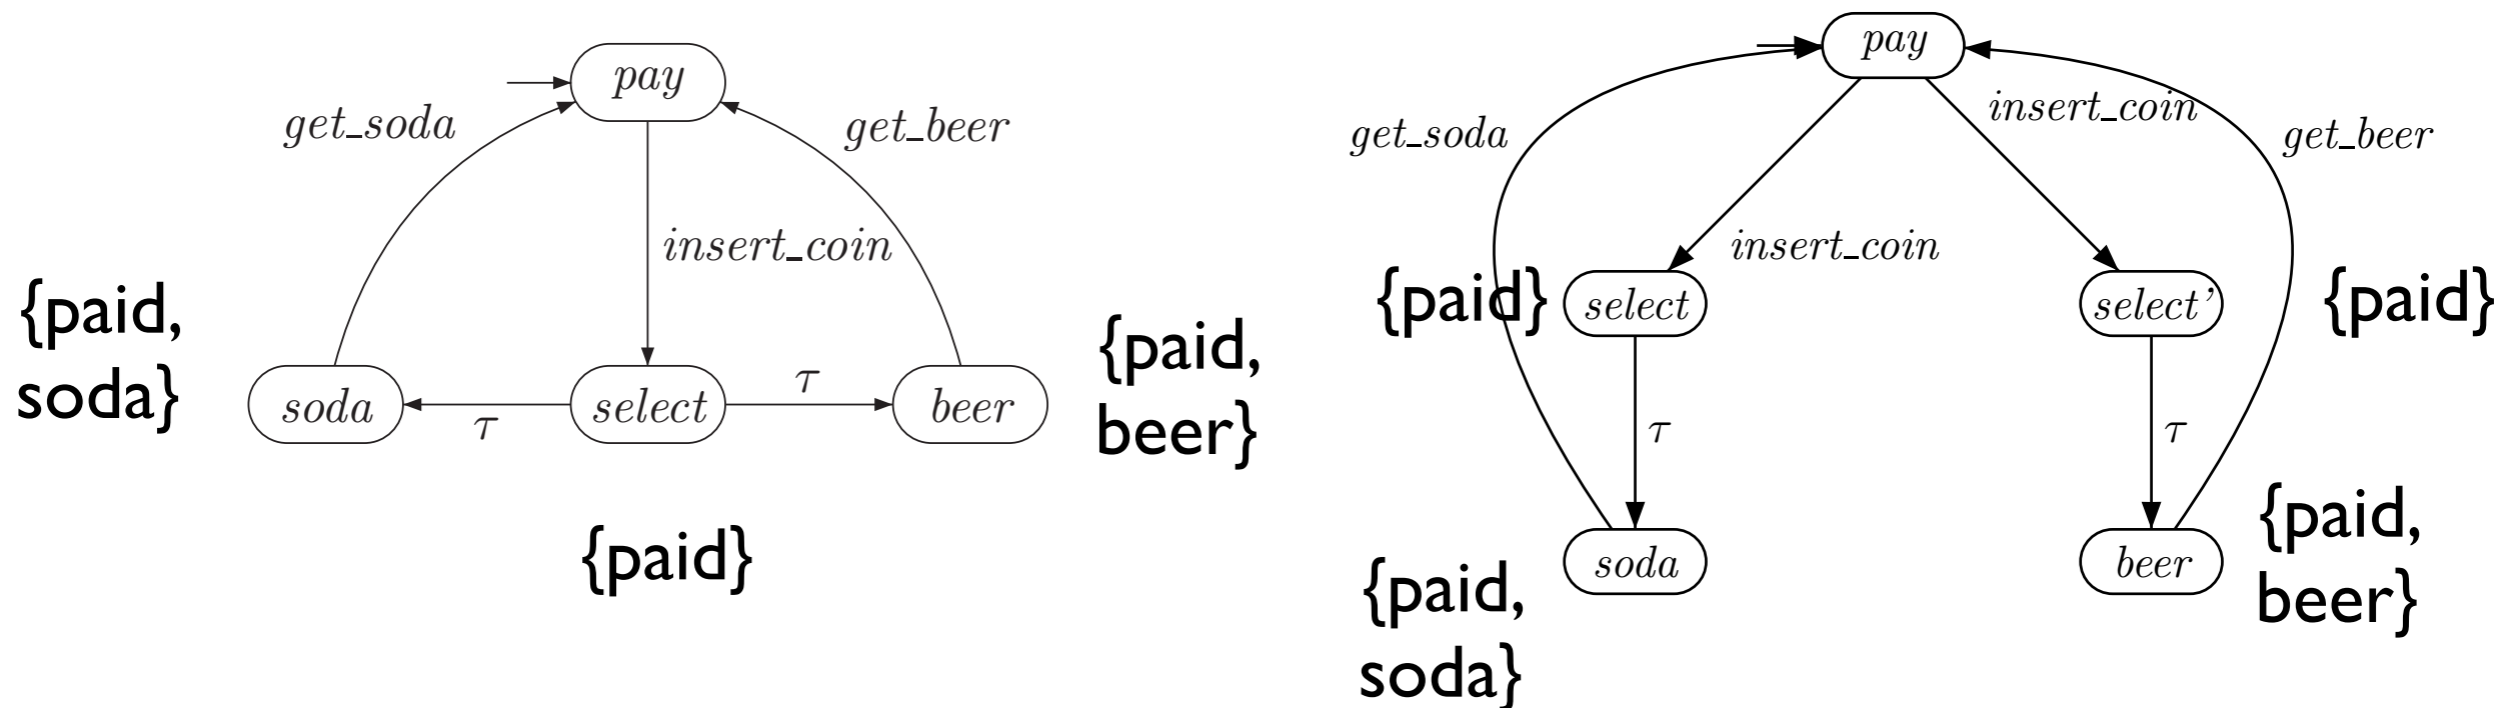 pay
get_soda
get_beer
insert_coin
{paid,
soda}
soda
τ
select
τ
beer
{paid,
beer}
{paid}
pay
insert_coin
get_soda
get_beer
insert_coin
{paid}
select
select'
{paid}
τ
τ
soda
beer
{paid,
beer}
{paid,
soda}